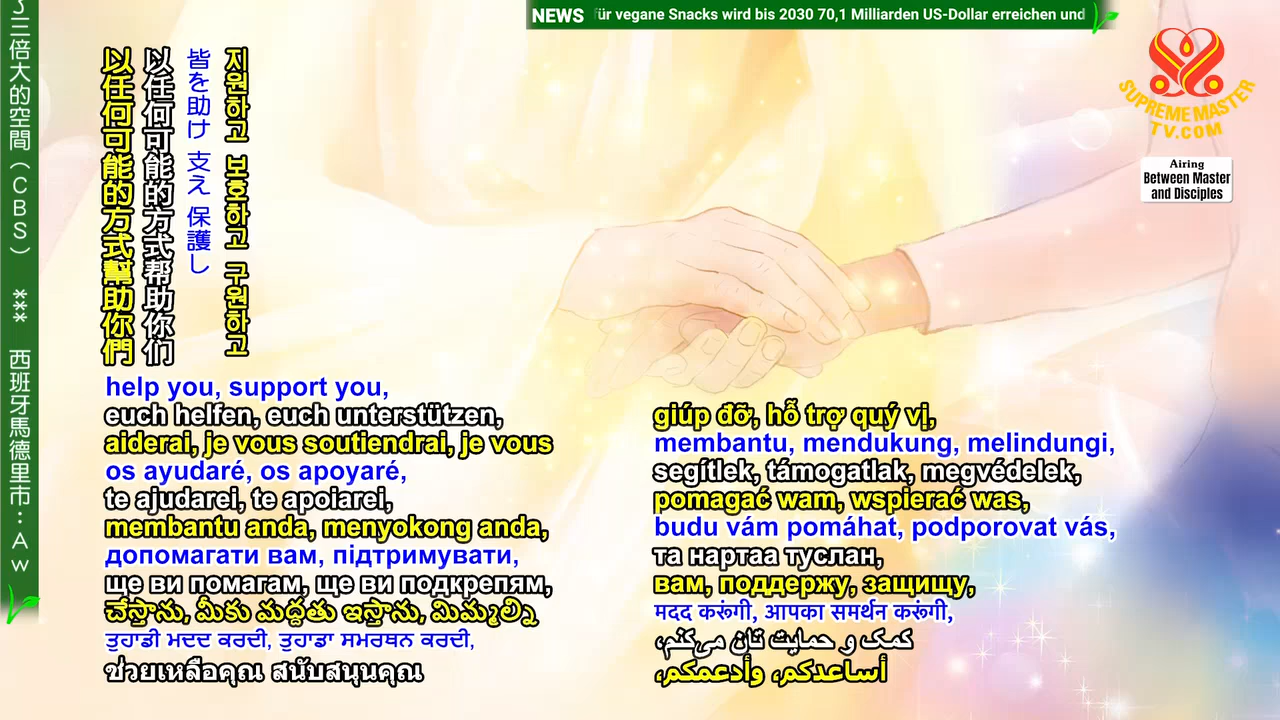 NEWS für vegane Snacks wird bis 2030 70,1 Milliarden US-Dollar erreichen und
SUPREME MASTER
TV.COM
Airing
Between Master
and Disciples
三倍大的空間（CBS） *** 西班牙馬德里市：Aw
以任何可能的方式幫助你們
以任何可能的方式帮助你们
皆を助け 支え 保護し
지원하고 보호하고 구원하고
help you, support you,
euch helfen, euch unterstützen,
aiderai, je vous soutiendrai, je vous
os ayudaré, os apoyaré,
te ajudarei, te apoiarei,
membantu anda, menyokong anda,
допомагати вам, підтримувати,
ще ви помагам, ще ви подкрепям,
చేస్తాను, మీకు మద్దతు ఇస్తాను, మిమ్మల్ని
ਤੁਹਾਡੀ ਮਦਦ ਕਰਦੀ, ਤੁਹਾਡਾ ਸਮਰਥਨ ਕਰਦੀ,
ช่วยเหลือคุณ สนับสนุนคุณ
giúp đỡ, hỗ trợ quý vị,
membantu, mendukung, melindungi,
segítlek, támogatlak, megvédelek,
pomagać wam, wspierać was,
budu vám pomáhat, podporovat vás,
та нартаа туслан,
вам, поддержу, защищу,
मदद करूंगी, आपका समर्थन करूंगी,
کمک و حمایت تان می‌کنم،
أساعدكم، وأدعمكم،